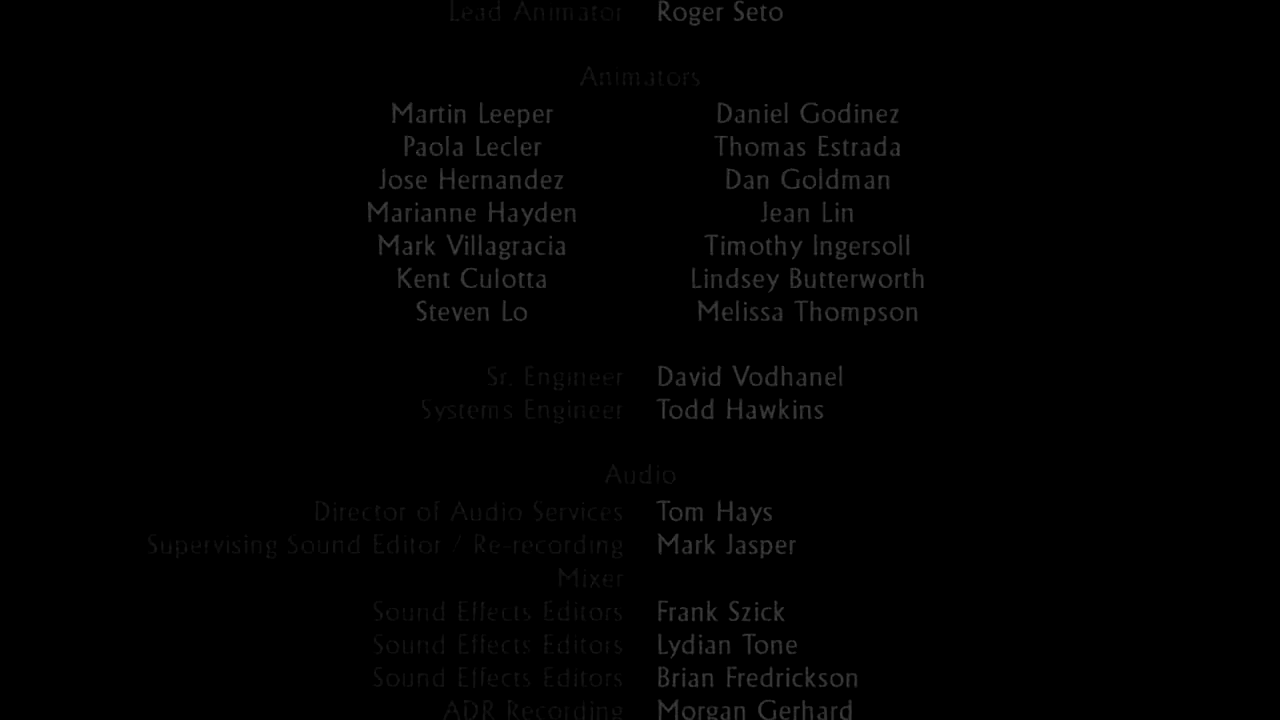 Lead Animator Roger Seto
Animators
Martin Leeper Daniel Godinez
Paola Lecler Thomas Estrada
Jose Hernandez Dan Goldman
Marianne Hayden Jean Lin
Mark Villagracia Timothy Ingersoll
Kent Culotta Lindsey Butterworth
Steven Lo Melissa Thompson
Sr. Engineer David Vodhanel
Systems Engineer Todd Hawkins
Audio
Director of Audio Services Tom Hays
Supervising Sound Editor / Re-recording Mark Jasper
Mixer
Sound Effects Editors Frank Szick
Sound Effects Editors Lydian Tone
Sound Effects Editors Brian Fredrickson
ADR Recording Morgan Gerhard